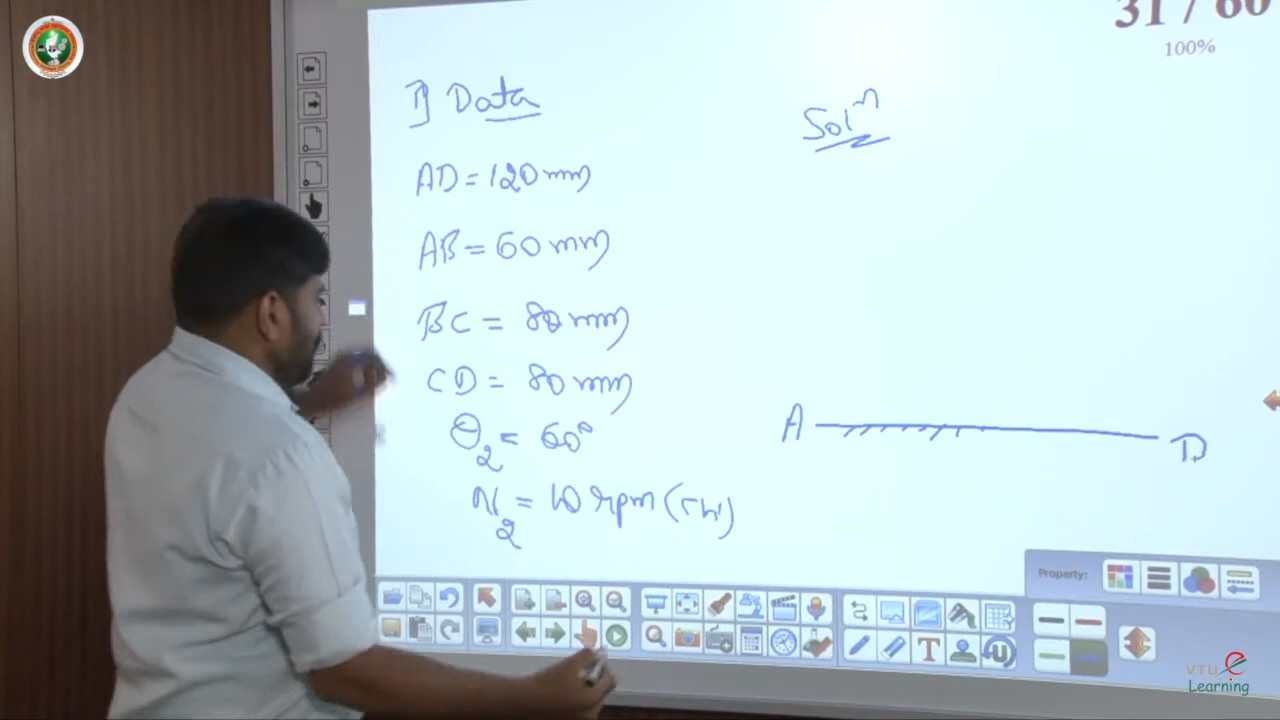 31 / 60
100%
1) Data
Solⁿ
AD = 120 mm
AB = 60 mm
BC = 80 mm
CD = 80 mm
θ₂ = 60°
N₂ = 10 rpm (CW)
A
D
Property:
T
U
VTU e
Learning